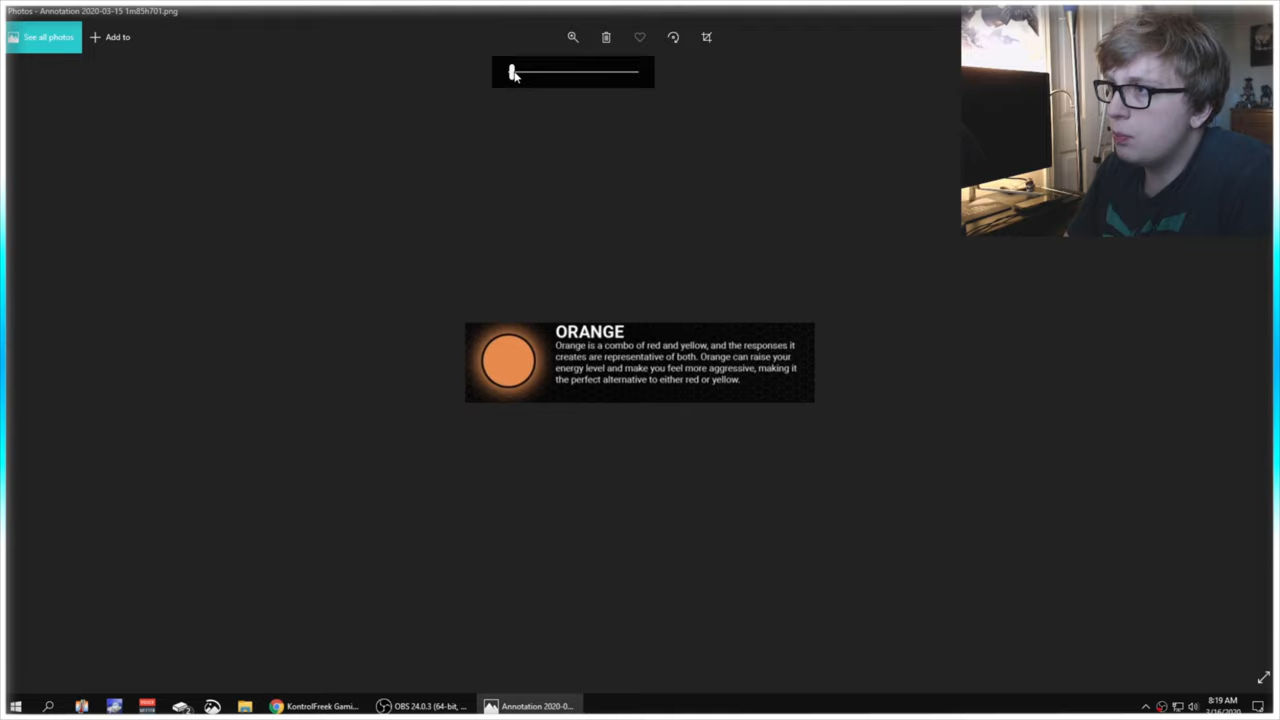 Photos - Annotation 2020-03-15 1m85h701.png
See all photos
Add to
ORANGE
Orange is a combo of red and yellow, and the responses it
creates are representative of both. Orange can raise your
energy level and make you feel more aggressive, making it
the perfect alternative to either red or yellow.
KontrolFreek Gami...
OBS 24.0.3 (64-bit, ...
Annotation 2020-0...
8:19 AM
3/16/2020